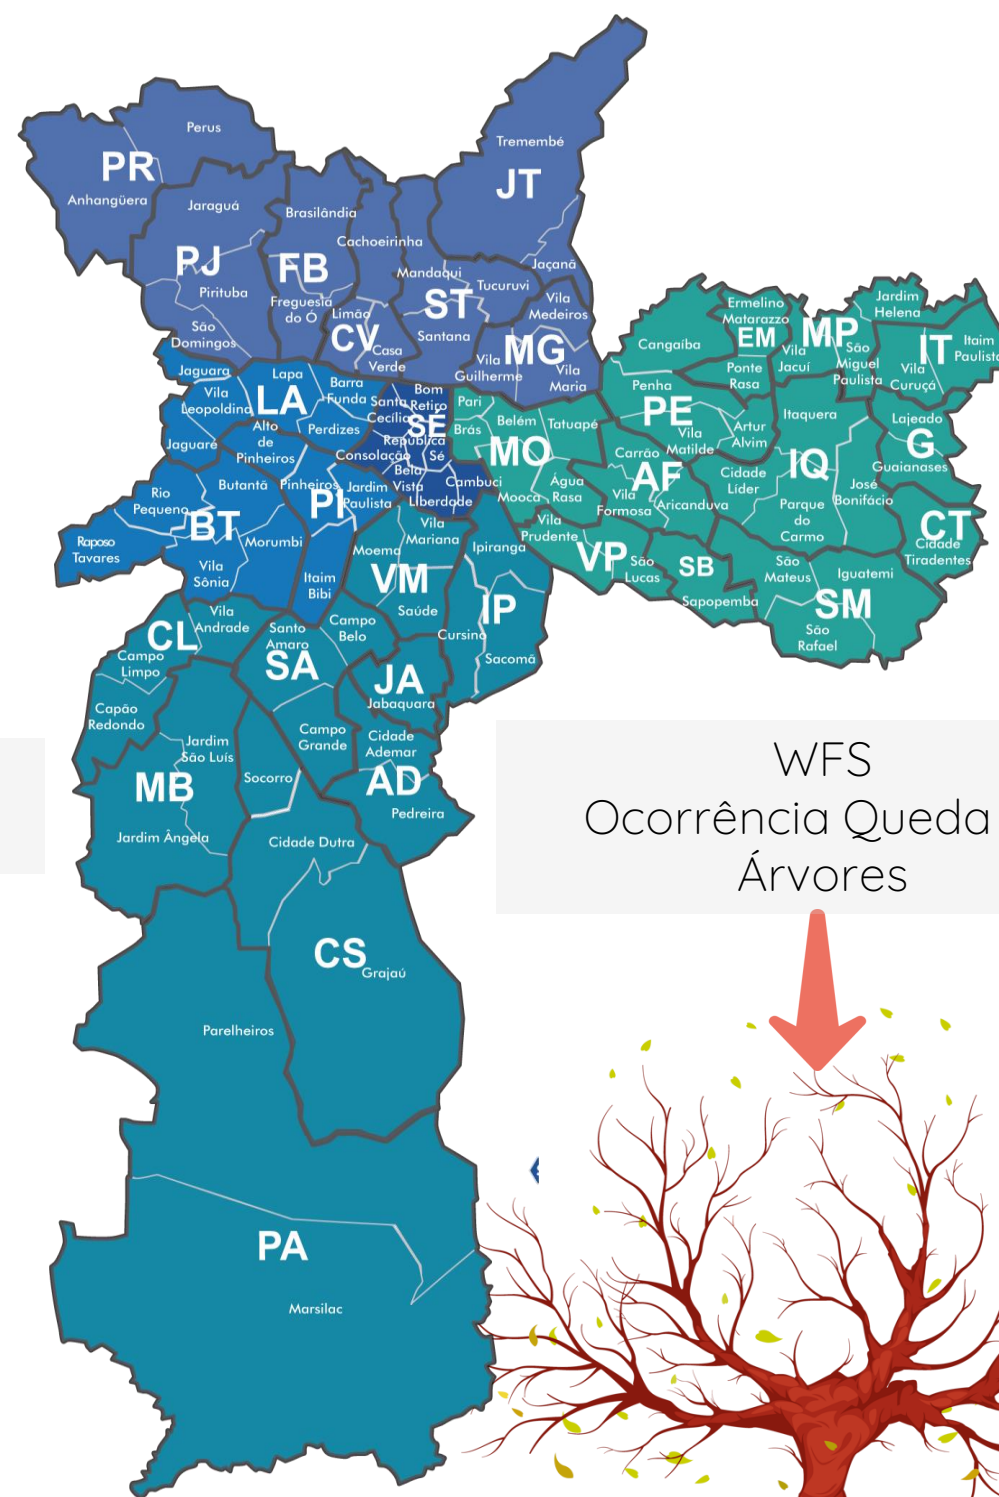 Perus
PR
Anhangüera
Tremembé
JT
Jaçanã
Jaraguá
PJ
Pirituba
São
Domingos
Brasilândia
FB
Freguesia
do Ó
Cachoeirinha
Limão
CV
Casa
Verde
Mandaqui
ST
Tucuruvi
Santana
Vila
Medeiros
MG
Vila
Guilherme
Vila
Maria
Jaguara
Lapa
LA
Vila
Leopoldina
Barra
Funda
Jaguaré
Perdizes
Alto
de
Pinheiros
Bom
Retiro
Santa
Cecília
SÉ
República
Sé
Consolação
Bela
Vista
Cambuci
Liberdade
Pari
Brás
Belém
Tatuapé
MO
Água
Rasa
Mooca
Cangaíba
Penha
PE
Vila
Matilde
Artur
Alvim
Ermelino
Matarazzo
EM
Ponte
Rasa
MP
Vila
Jacuí
São
Miguel
Paulista
Jardim
Helena
IT
Itaim
Paulista
Vila
Curuçá
Itaquera
IQ
Cidade
Líder
Parque
do
Carmo
José
Bonifácio
Lajeado
G
Guaianases
CT
Cidade
Tiradentes
Carrão
AF
Vila
Formosa
Aricanduva
Vila
Prudente
VP
São
Lucas
SB
Sapopemba
São
Mateus
Iguatemi
SM
São
Rafael
Rio
Pequeno
Butantã
BT
Raposo
Tavares
Morumbi
Vila
Sônia
Pinheiros
PI
Jardim
Paulista
Itaim
Bibi
Vila
Mariana
Moema
VM
Saúde
Ipiranga
IP
Cursino
Sacomã
Vila
Andrade
CL
Campo
Limpo
Capão
Redondo
Santo
Amaro
SA
Campo
Belo
Campo
Grande
JA
Jabaquara
Cidade
Ademar
AD
Pedreira
Jardim
São Luís
MB
Jardim Ângela
Socorro
Cidade Dutra
CS
Grajaú
Parelheiros
PA
Marsilac
WFS
Ocorrência Queda
Árvores